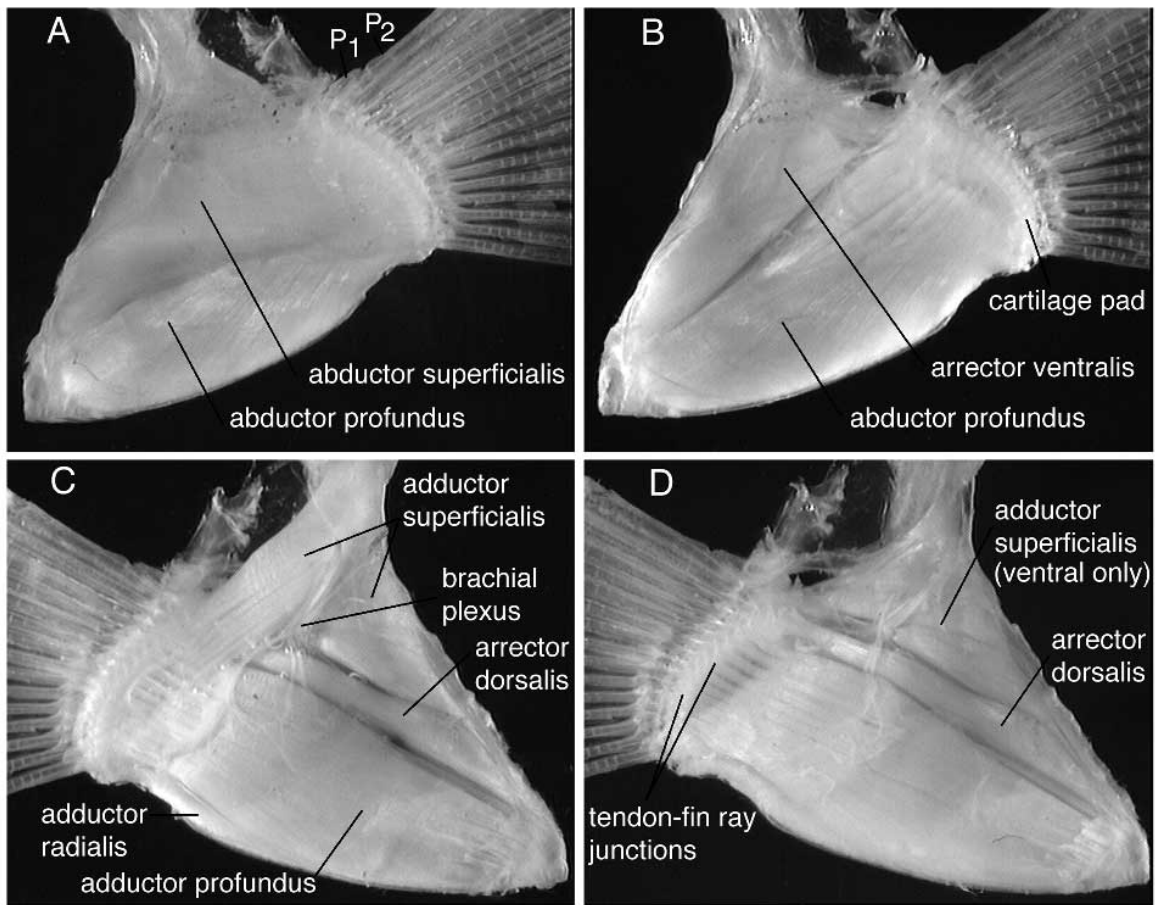 A
P1
P2
abductor superficialis
abductor profundus
B
cartilage pad
arrector ventralis
abductor profundus
C
adductor
superficialis
brachial
plexus
arrector
dorsalis
adductor
radialis
adductor profundus
D
adductor
superficialis
(ventral only)
arrector
dorsalis
tendon-fin ray
junctions